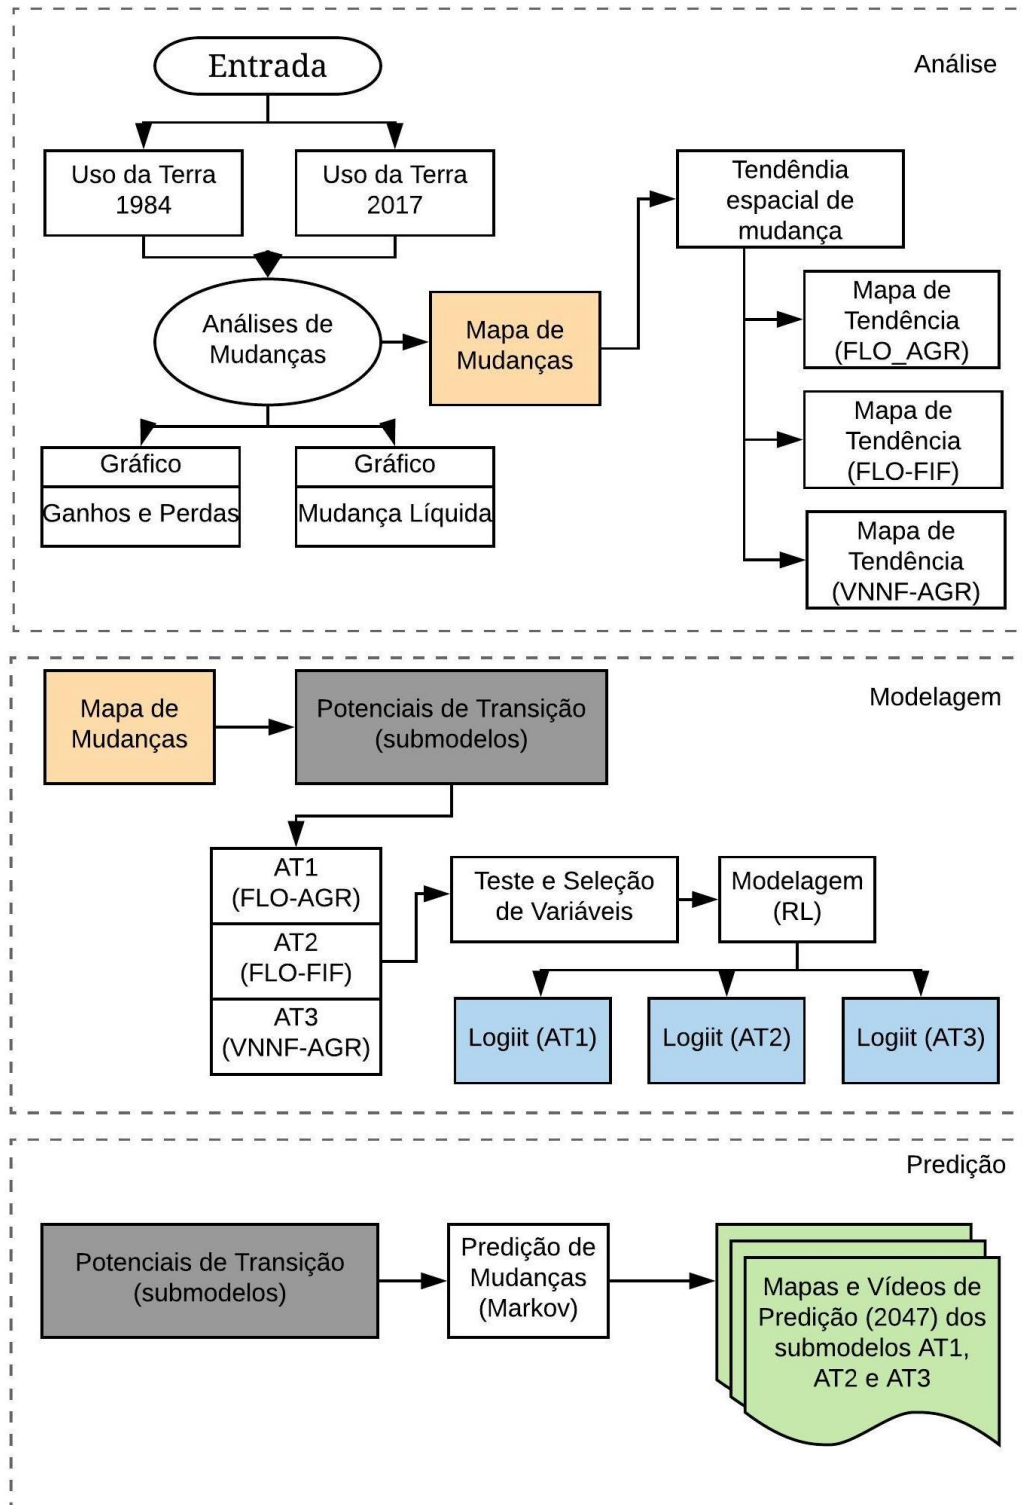 Entrada
Análise
Uso da Terra
1984
Uso da Terra
2017
Tendêndia
espacial de
mudança
Análises de
Mudanças
Mapa de
Mudanças
Mapa de
Tendência
(FLO_AGR)
Mapa de
Tendência
(FLO-FIF)
Mapa de
Tendência
(VNNF-AGR)
Gráfico
Ganhos e Perdas
Gráfico
Mudança Líquida
Modelagem
Mapa de
Mudanças
Potenciais de Transição
(submodelos)
AT1
(FLO-AGR)
AT2
(FLO-FIF)
AT3
(VNNF-AGR)
Teste e Seleção
de Variáveis
Modelagem
(RL)
Logiit (AT1)
Logiit (AT2)
Logiit (AT3)
Predição
Potenciais de Transição
(submodelos)
Predição de
Mudanças
(Markov)
Mapas e Vídeos de
Predição (2047) dos
submodelos AT1,
AT2 e AT3